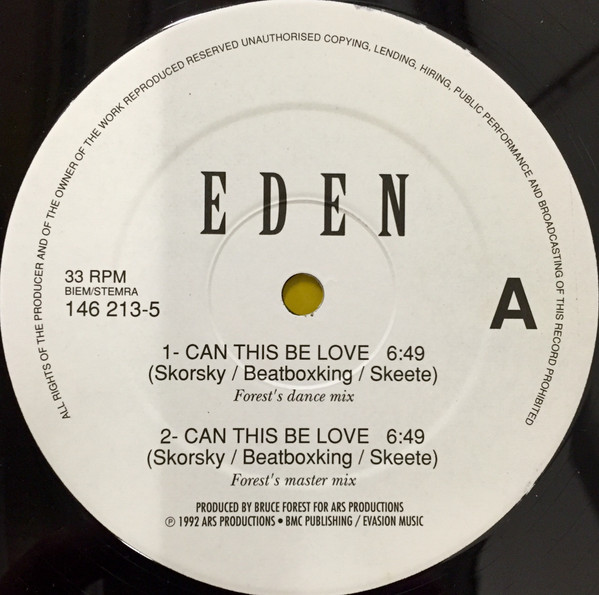 ALL RIGHTS OF THE PRODUCER AND OF THE OWNER OF THE WORK REPRODUCED RESERVED UNAUTHORISED COPYING, LENDING, HIRING, PUBLIC PERFORMANCE AND BROADCASTING OF THIS RECORD PROHIBITED
EDEN
33 RPM
BIEM/STEMRA
146 213-5
A
1- CAN THIS BE LOVE 6:49
(Skorsky / Beatboxking / Skeete)
Forest's dance mix
2- CAN THIS BE LOVE 6:49
(Skorsky / Beatboxking / Skeete)
Forest's master mix
PRODUCED BY BRUCE FOREST FOR ARS PRODUCTIONS
℗ 1992 ARS PRODUCTIONS • BMC PUBLISHING / EVASION MUSIC